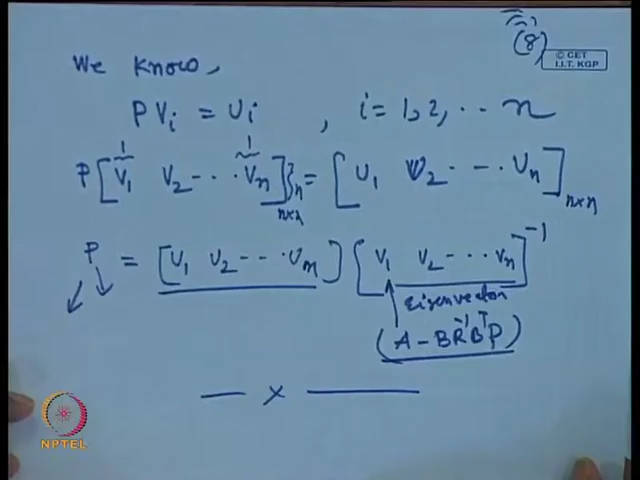 (8)
© CET
I.I.T. KGP
We know,
P V_i = U_i , i = 1, 2, ·· n
P [ V_1 V_2 - - · · V_n ]_{n×n} = [ U_1 U_2 · - - · U_n ]_{n×n}
P = [ U_1 U_2 - - - · U_n ] [ V_1 V_2 - - · · V_n ]^{-1}
Eigenvector
(A - B R^{-1} B^T P)
— x —
NPTEL